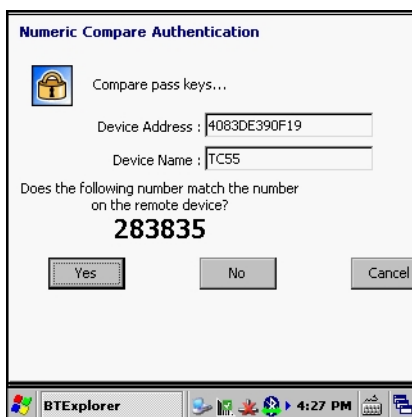 Numeric Compare Authentication
Compare pass keys...
Device Address : 4083DE390F19
Device Name : TC55
Does the following number match the number
on the remote device?
283835
Yes No Cancel
BTExplorer 4:27 PM